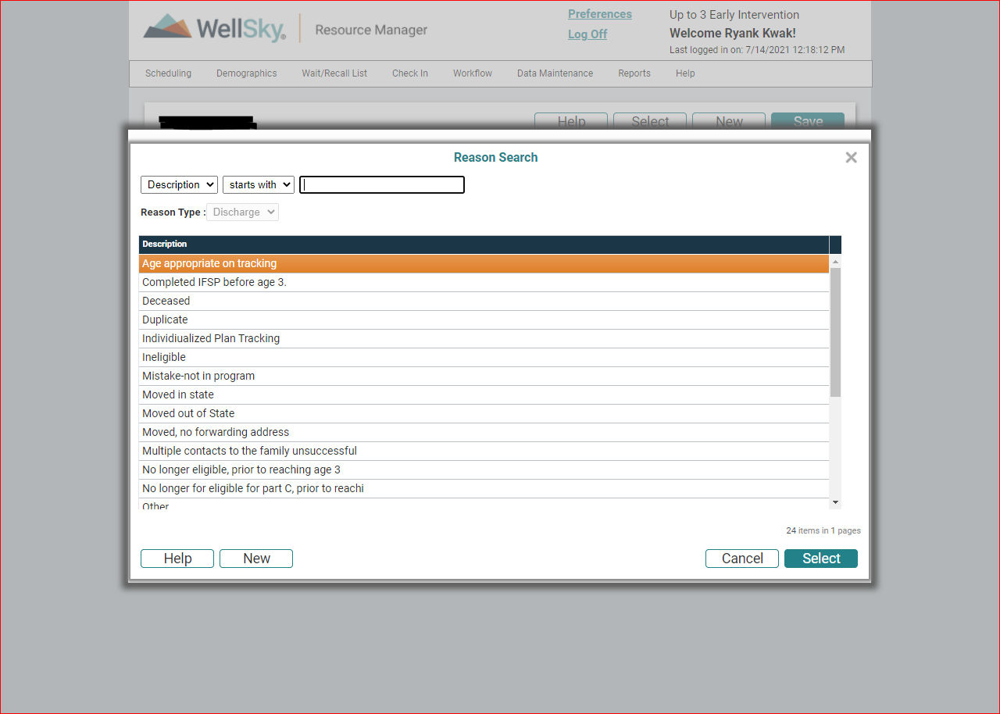 WellSky® Resource Manager
Preferences
Log Off
Up to 3 Early Intervention
Welcome Ryank Kwak!
Last logged in on: 7/14/2021 12:18:12 PM
Scheduling Demographics Wait/Recall List Check In Workflow Data Maintenance Reports Help
Help Select New Save
Reason Search
Description starts with
Reason Type : Discharge
Description
Age appropriate on tracking
Completed IFSP before age 3.
Deceased
Duplicate
Individiualized Plan Tracking
Ineligible
Mistake-not in program
Moved in state
Moved out of State
Moved, no forwarding address
Multiple contacts to the family unsuccessful
No longer eligible, prior to reaching age 3
No longer for eligible for part C, prior to reachi
Other
24 items in 1 pages
Help New Cancel Select